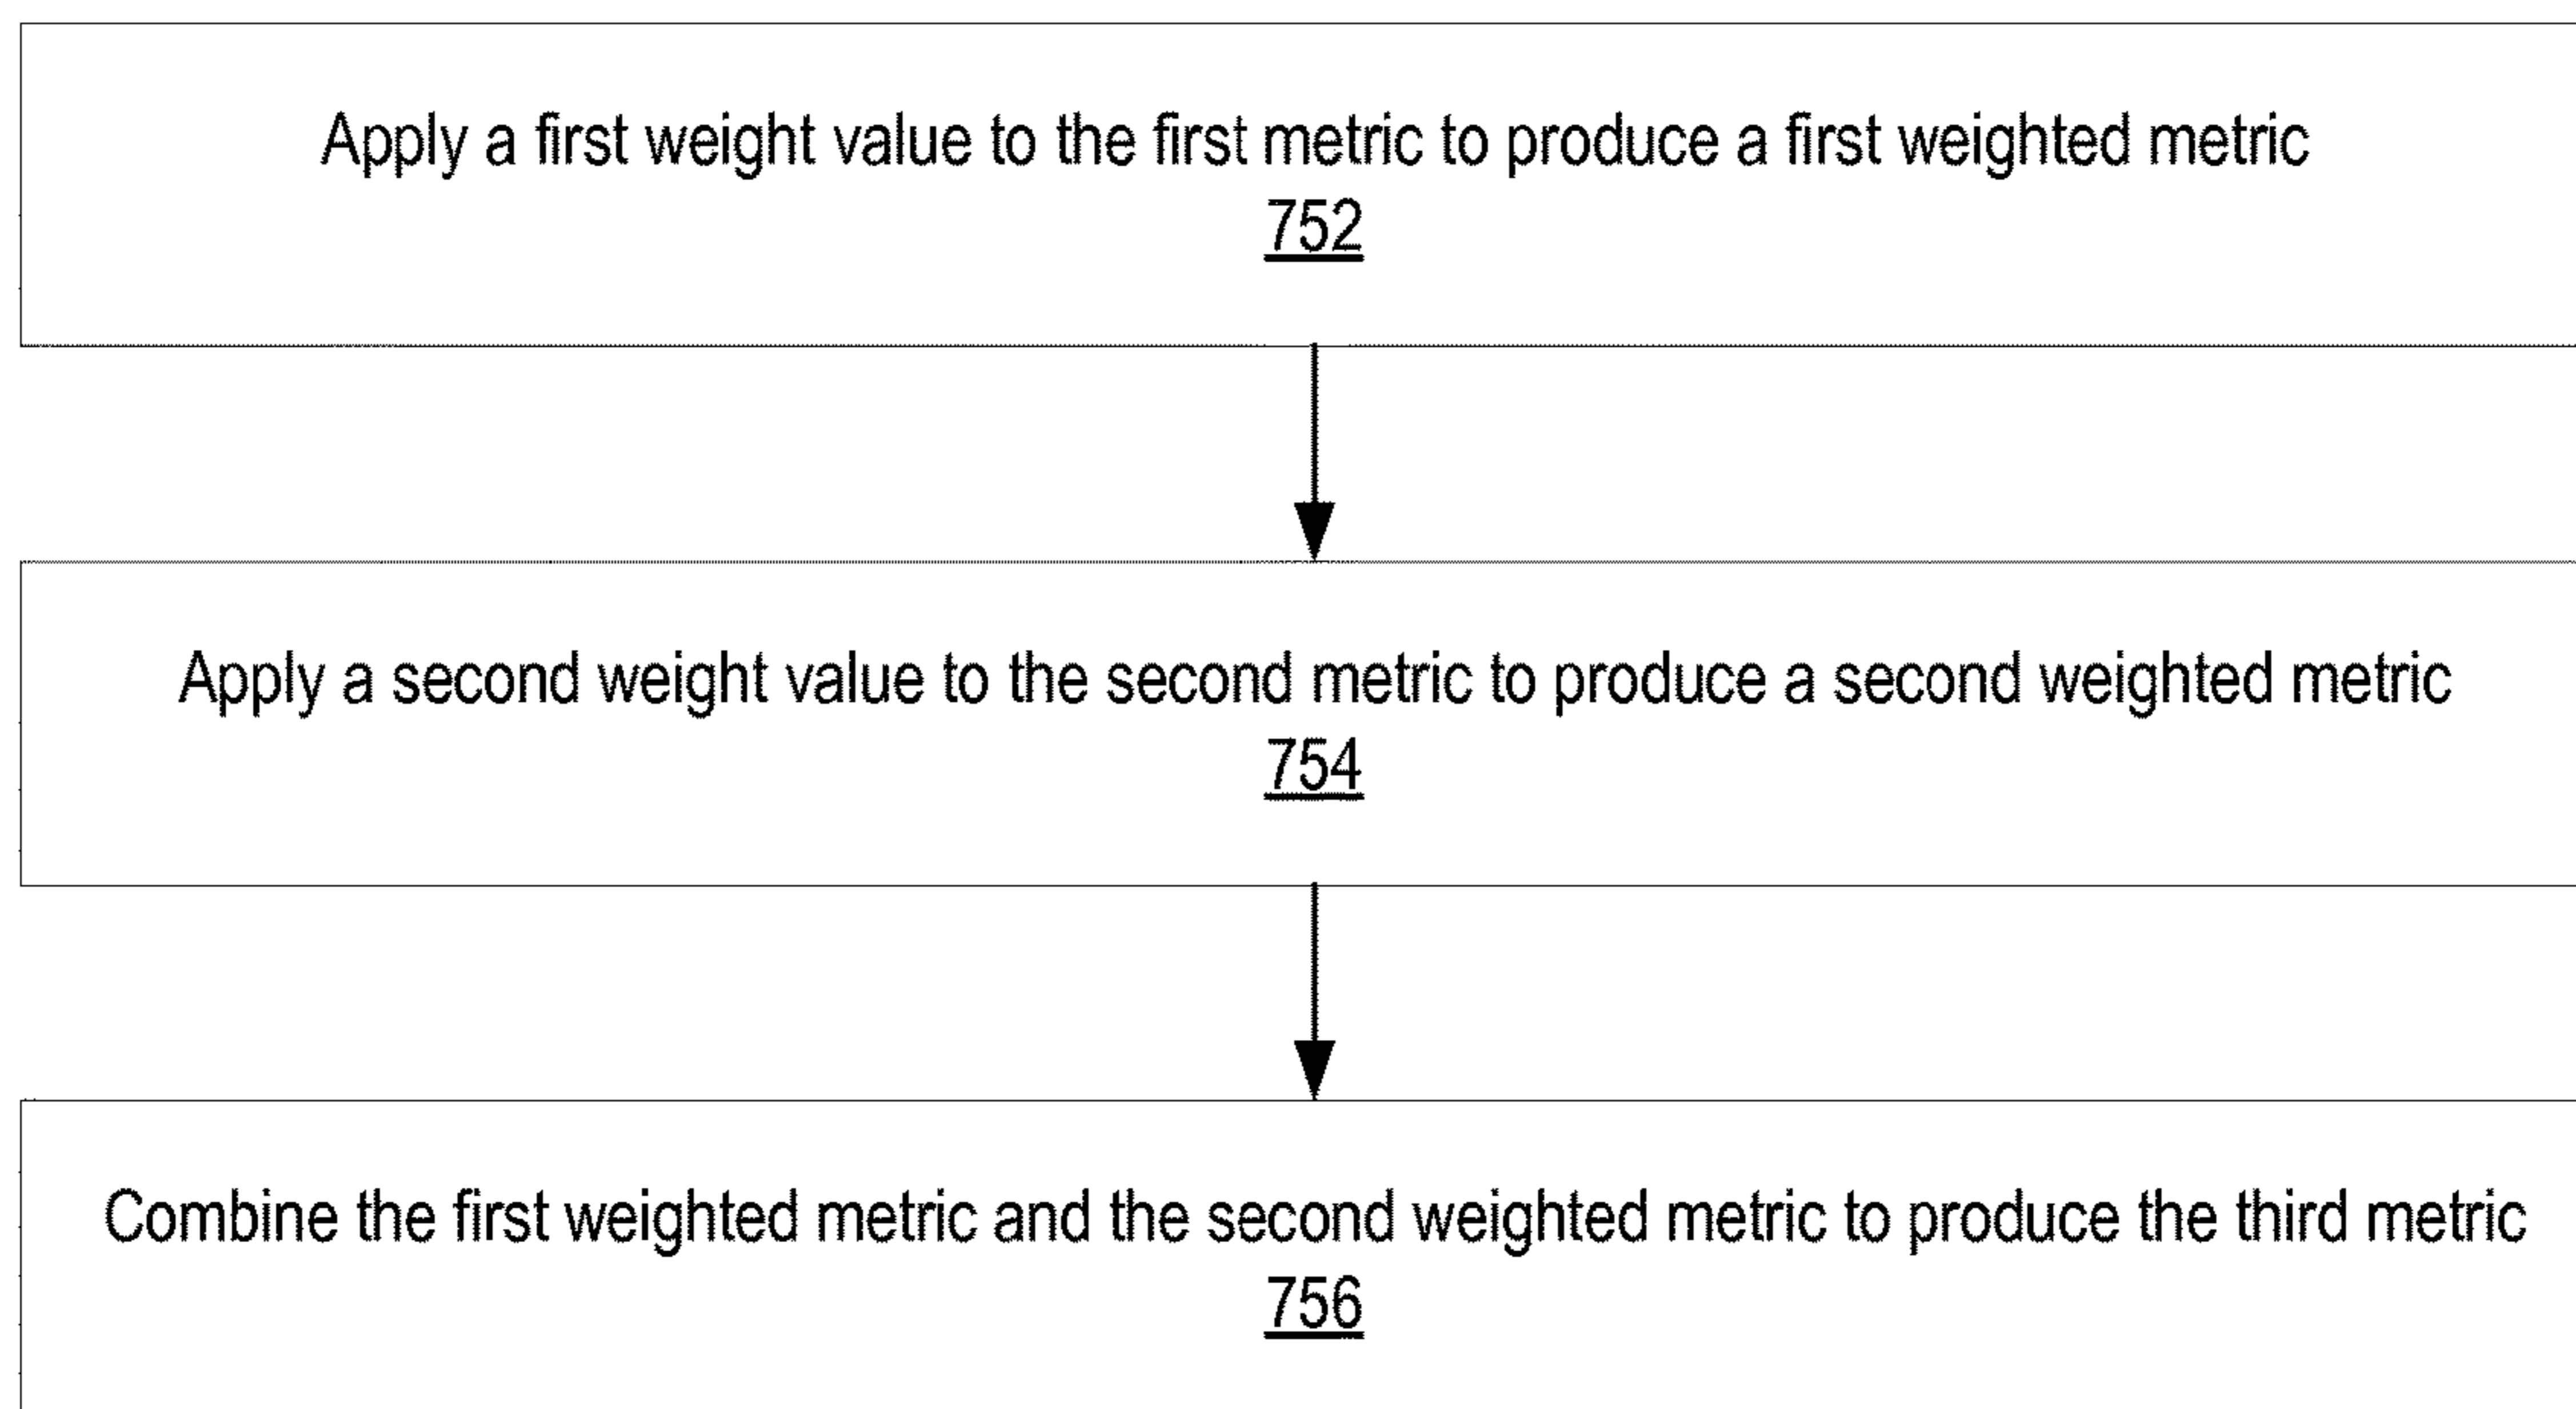 Apply a first weight value to the first metric to produce a first weighted metric
752
Apply a second weight value to the second metric to produce a second weighted metric
754
Combine the first weighted metric and the second weighted metric to produce the third metric
756